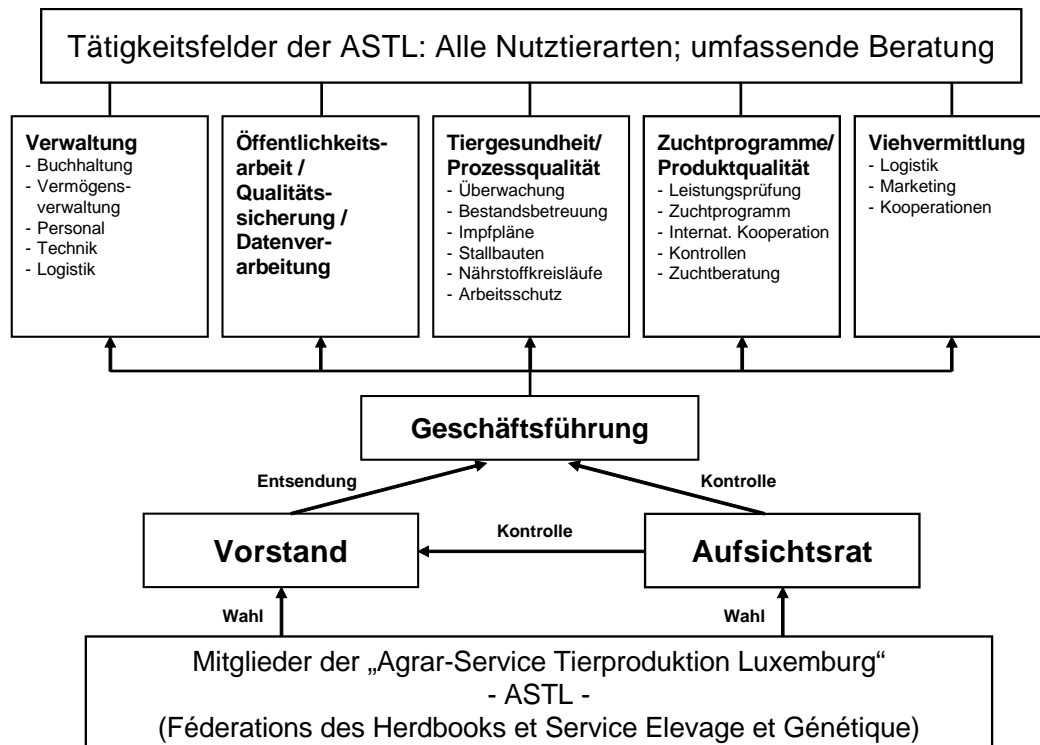 Tätigkeitsfelder der ASTL: Alle Nutztierarten; umfassende Beratung
Verwaltung
- Buchhaltung
- Vermögens-
verwaltung
- Personal
- Technik
- Logistik
Öffentlichkeits-
arbeit /
Qualitäts-
sicherung /
Datenver-
arbeitung
Tiergesundheit/
Prozessqualität
- Überwachung
- Bestandsbetreuung
- Impfpläne
- Stallbauten
- Nährstoffkreisläufe
- Arbeitsschutz
Zuchtprogramme/
Produktqualität
- Leistungsprüfung
- Zuchtprogramm
- Internat. Kooperation
- Kontrollen
- Zuchtberatung
Viehvermittlung
- Logistik
- Marketing
- Kooperationen
Geschäftsführung
Entsendung
Kontrolle
Vorstand
Kontrolle
Aufsichtsrat
Wahl
Wahl
Mitglieder der „Agrar-Service Tierproduktion Luxemburg“
- ASTL -
(Féderations des Herdbooks et Service Elevage et Génétique)